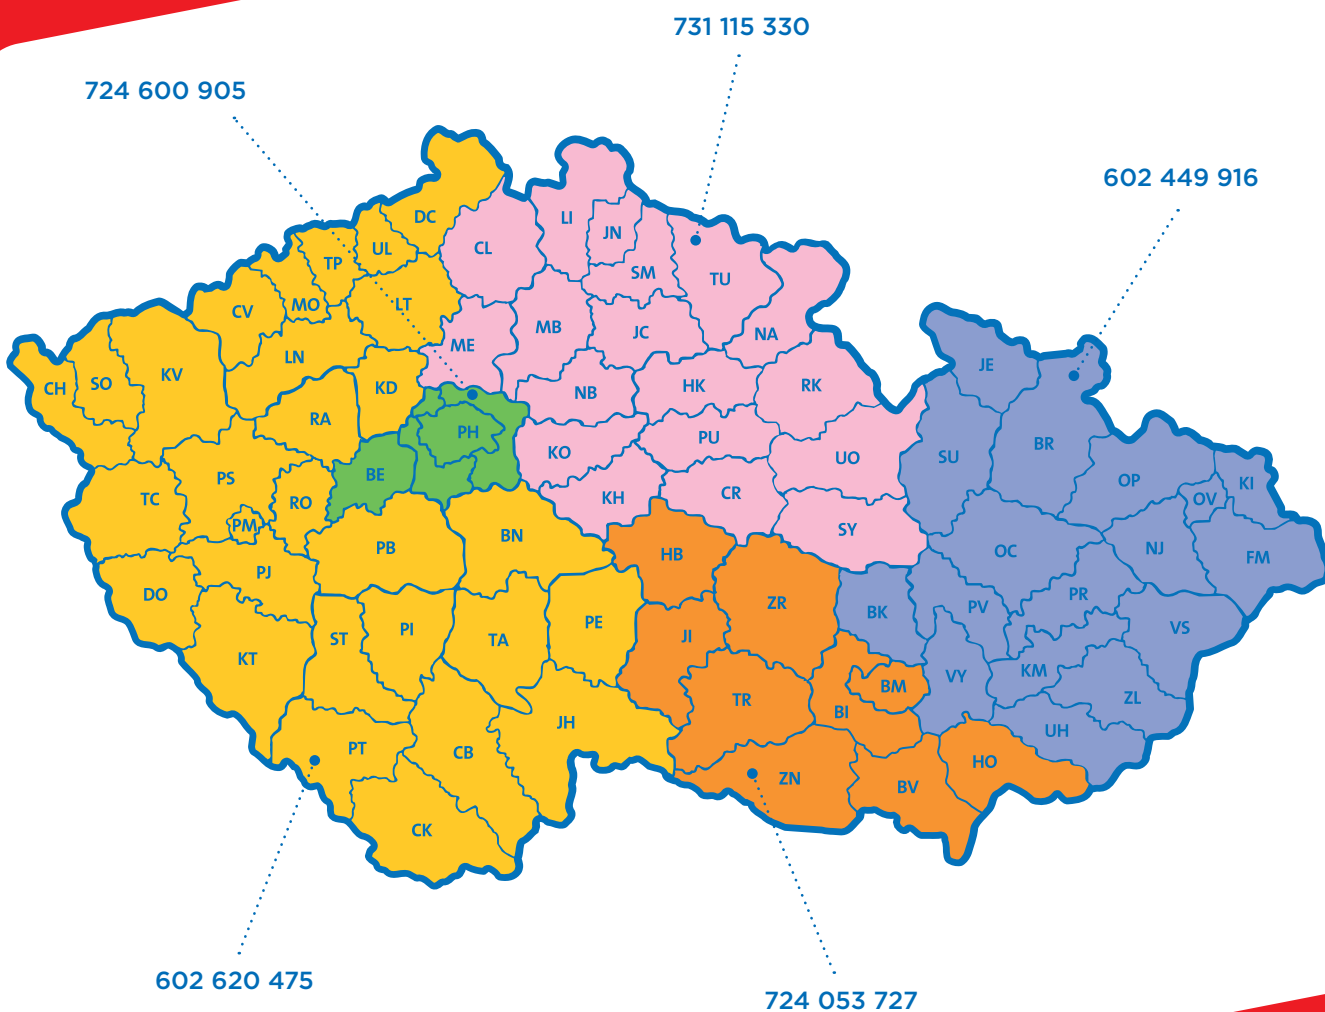 731 115 330
724 600 905
602 449 916
DC
LI
JN
UL
CL
TP
SM
TU
CV
MO
LT
MB
JC
NA
ME
LN
JE
CH
SO
KV
KD
NB
HK
RK
RA
PH
PU
BR
KO
UO
SU
BE
PS
TC
RO
KH
CR
OP
KI
OV
PM
SY
BN
PB
HB
OC
NJ
FM
PJ
DO
ZR
BK
PV
PR
PE
PI
ST
TA
JI
VS
KT
VY
KM
BM
TR
BI
ZL
JH
UH
PT
CB
HO
ZN
BV
CK
602 620 475
724 053 727